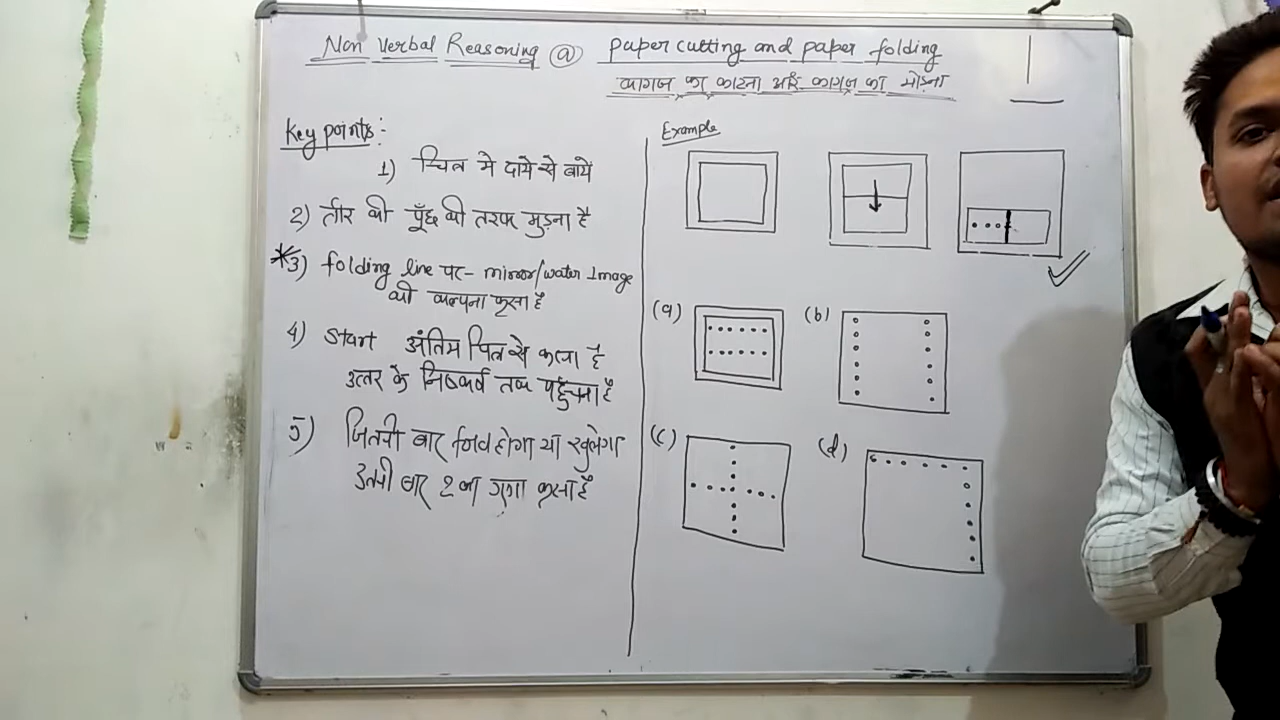 Non Verbal Reasoning @ paper cutting and paper folding
कागज का काटना और कागज का मोड़ना
Key points:-
1) चित्र मे दाये से बाये
2) तीर की पूँछ की तरफ मुड़ना है
*3) folding line पर - mirror/water Image
की कल्पना करना है
4) Start अंतिम चित्र से करना है
उत्तर के निष्कर्ष तक पहुँचना है
5) जितनी बार होगा या खुलेगा
उतनी बार 2 का गुणा करना है
Example
(a)
(b)
(c)
(d)